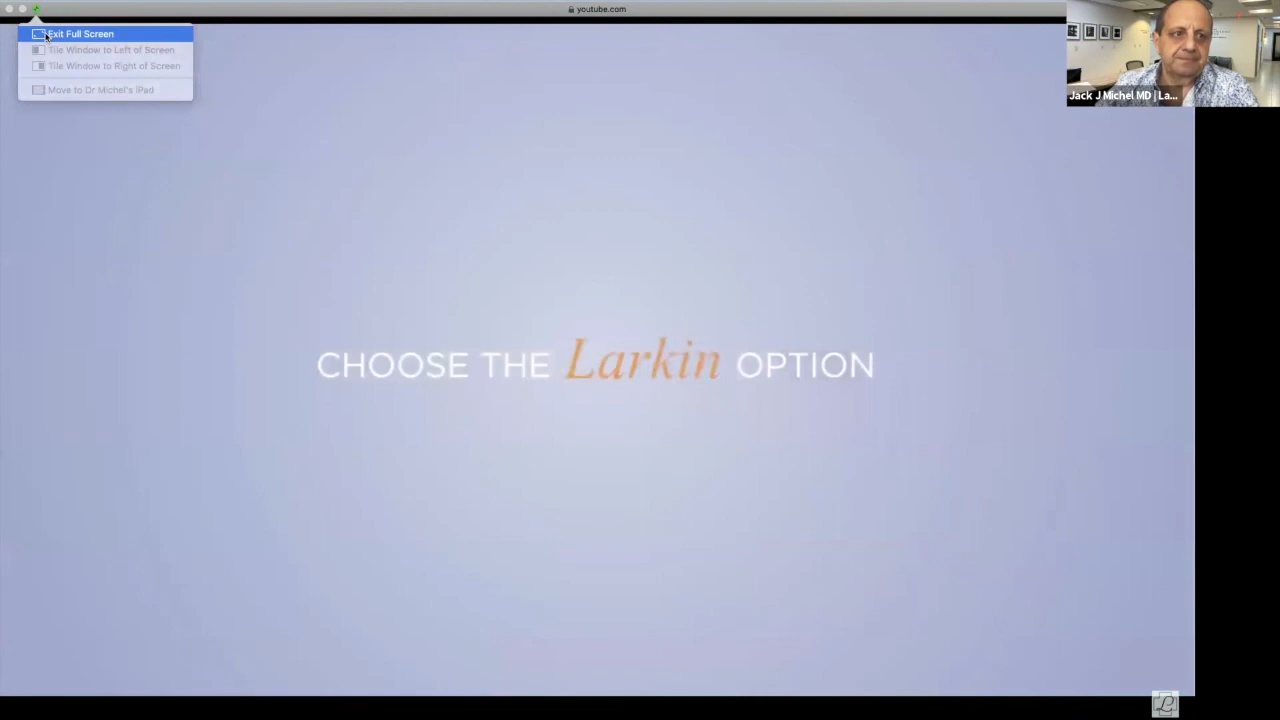 youtube.com
Exit Full Screen
Tile Window to Left of Screen
Tile Window to Right of Screen
Move to Dr Michel's iPad
Jack J Michel MD | La...
CHOOSE THE Larkin OPTION
L